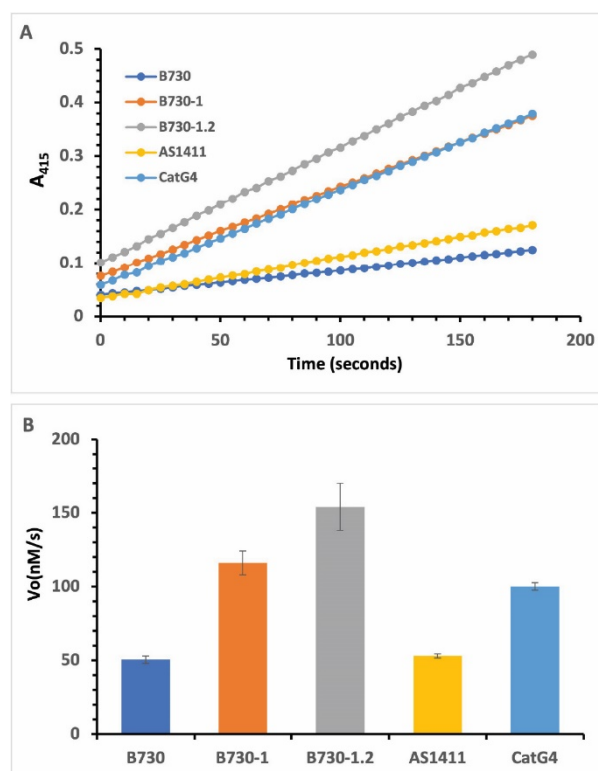 A
0.5
B730
B730-1
0.4
B730-1.2
AS1411
CatG4
0.3
A415
0.2
0.1
0
0 50 100 150 200
Time (seconds)
B
200
150
Vo(nM/s)
100
50
0
B730 B730-1 B730-1.2 AS1411 CatG4